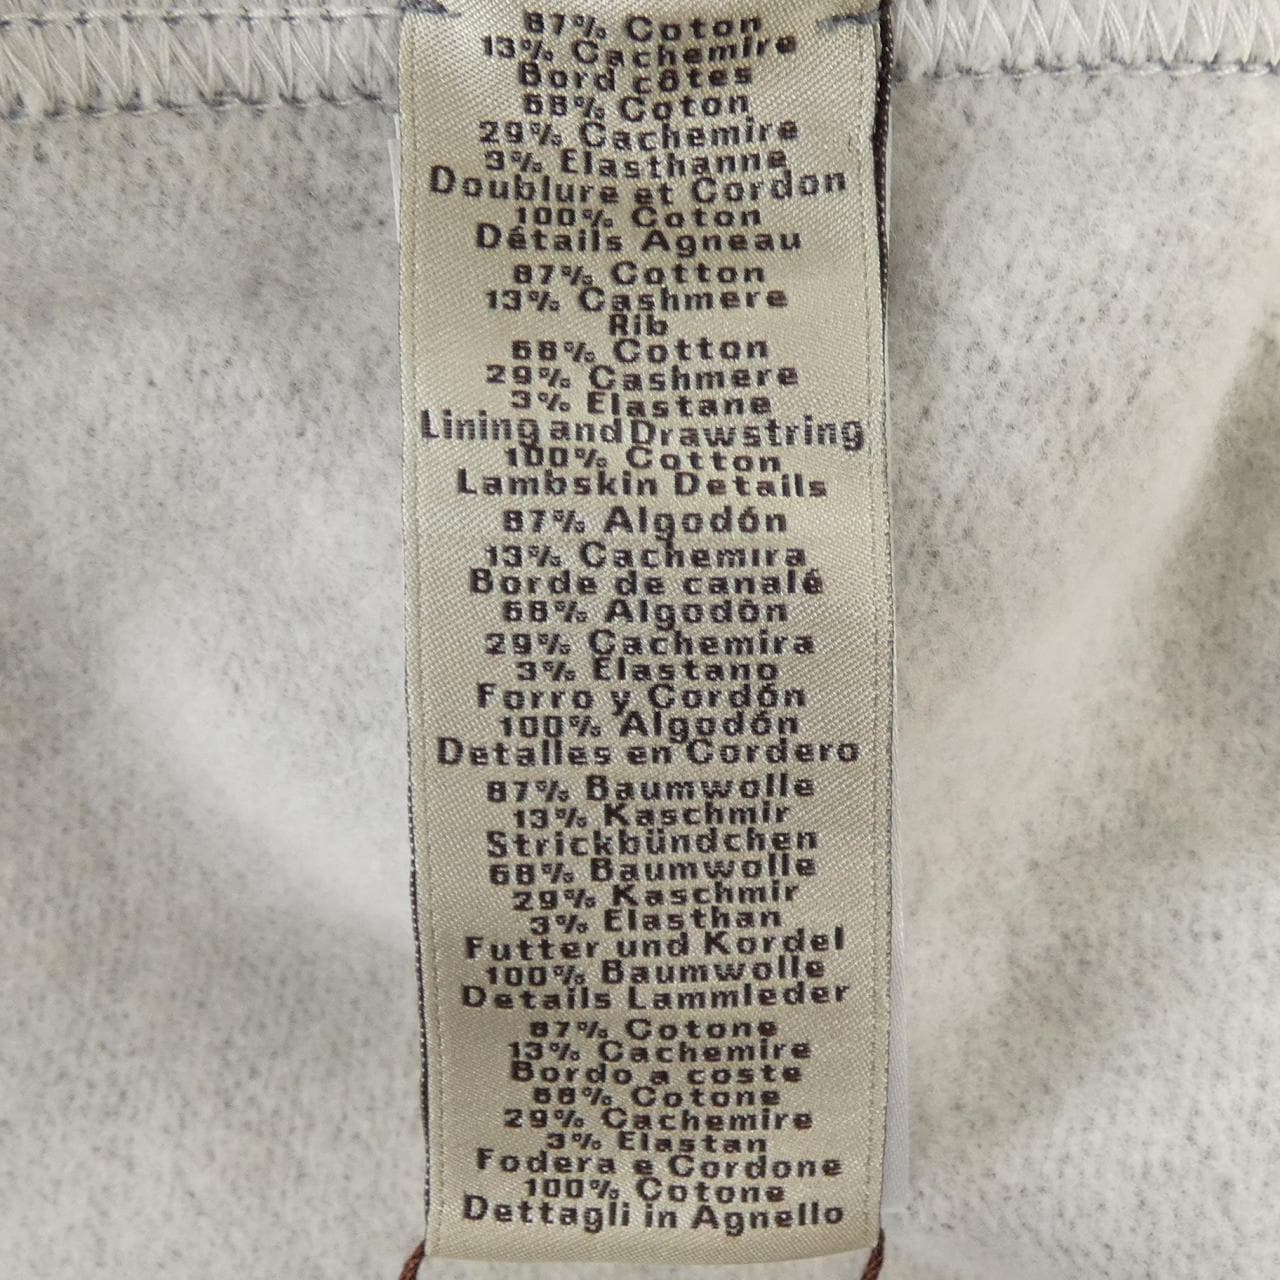 87% Coton
13% Cachemire
Bord côtes
68% Coton
29% Cachemire
3% Elasthanne
Doublure et Cordon
100% Coton
Détails Agneau
87% Cotton
13% Cashmere
Rib
68% Cotton
29% Cashmere
3% Elastane
Lining and Drawstring
100% Cotton
Lambskin Details
87% Algodón
13% Cachemira
Borde de canalé
68% Algodón
29% Cachemira
3% Elastano
Forro y Cordón
100% Algodón
Detalles en Cordero
87% Baumwolle
13% Kaschmir
Strickbündchen
68% Baumwolle
29% Kaschmir
3% Elasthan
Futter und Kordel
100% Baumwolle
Details Lammleder
87% Cotone
13% Cachemire
Bordo a coste
68% Cotone
29% Cachemire
3% Elastan
Fodera e Cordone
100% Cotone
Dettagli in Agnello